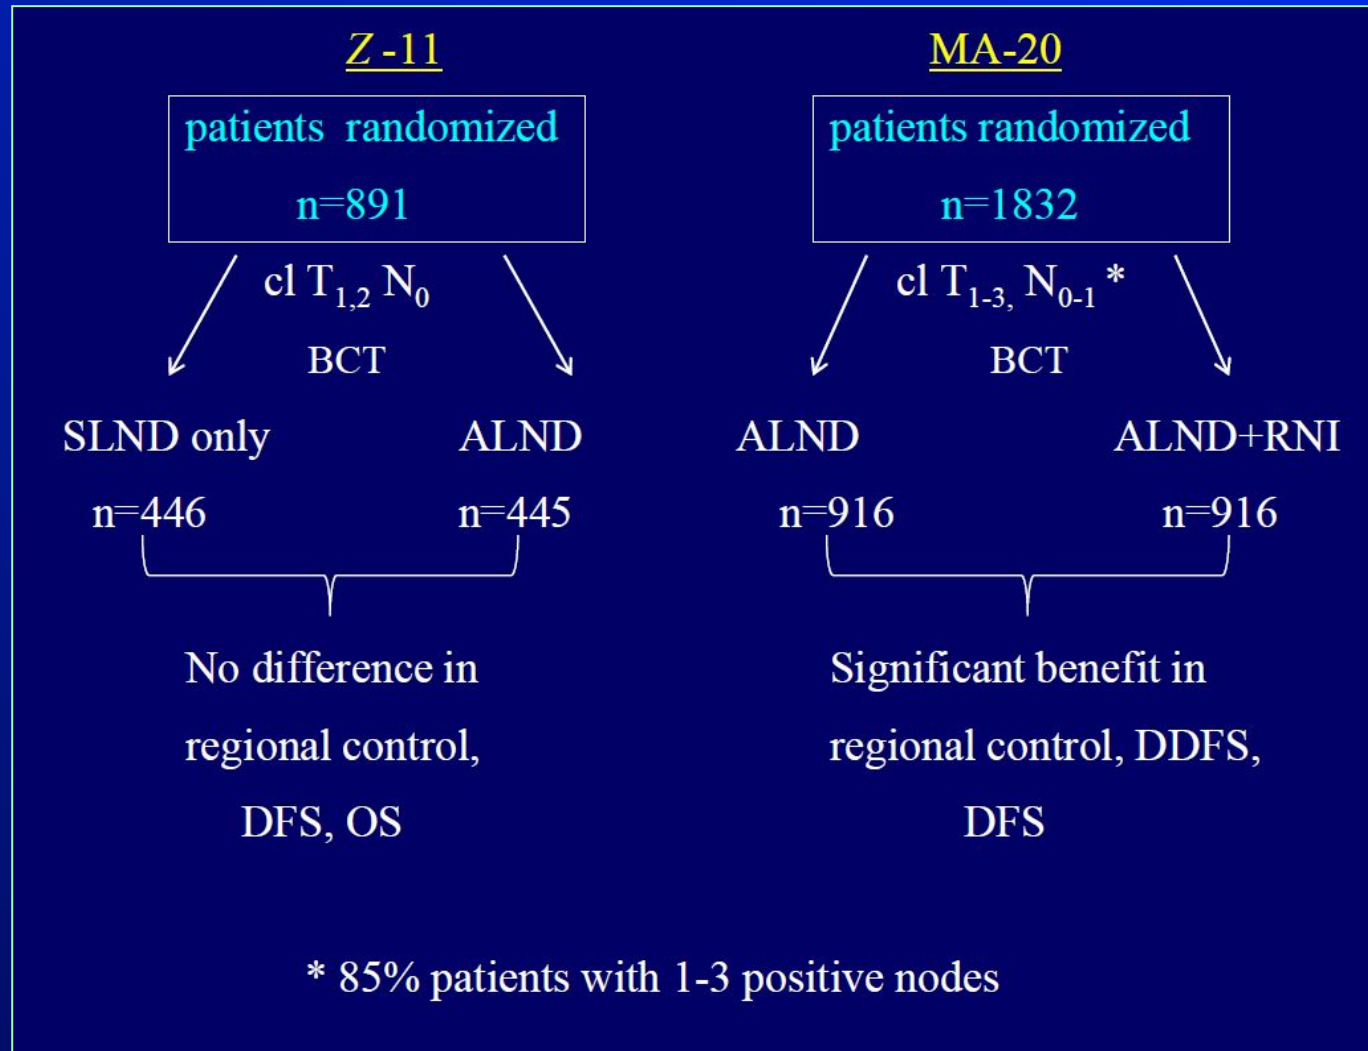 Z -11
patients randomized
n=891
cl T1,2 N0
BCT
SLND only
n=446
ALND
n=445
No difference in
regional control,
DFS, OS
MA-20
patients randomized
n=1832
cl T1-3, N0-1 *
BCT
ALND
n=916
ALND+RNI
n=916
Significant benefit in
regional control, DDFS,
DFS
* 85% patients with 1-3 positive nodes